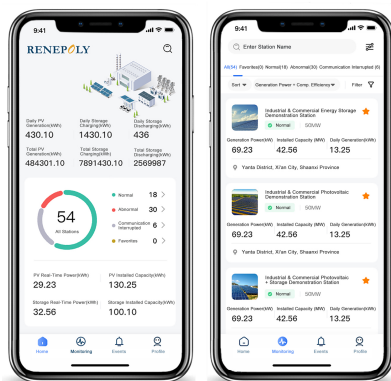 9:41
RENEPOLY
Daily PV Generation(kWh)
Daily Storage Charging(kWh)
Daily Storage Discharging(kWh)
430.10
1430.10
436
Total PV Generation(kWh)
Total Storage Charging(kWh)
Total Storage Discharging(kWh)
484301.10
7891430.10
2569987
54
All Stations
Normal 18 >
Abnormal 30 >
Communication Interrupted 6 >
Favorites 0 >
PV Real-Time Power(kWh)
PV Installed Capacity(kWh)
29.23
130.25
Storage Real-Time Power(kWh)
Storage Installed Capacity(kWh)
32.56
100.10
Home
Monitoring
Events
Profile
9:41
Enter Station Name
All(54) Favorites(0) Normal(18) Abnormal(30) Communication Interrupted (6)
Sort
Generation Power + Comp. Efficiency
Filter
Industrial & Commercial Energy Storage
Demonstration Station
Normal
50MW
Generation Power(kW)
Installed Capacity (MW)
Daily Generation(kWh)
69.23
42.56
13.25
Yanta District, Xi'an City, Shaanxi Province
Industrial & Commercial Photovoltaic
Demonstration Station
Normal
50MW
Generation Power(kW)
Installed Capacity (MW)
Daily Generation(kWh)
69.23
42.56
13.25
Yanta District, Xi'an City, Shaanxi Province
Industrial & Commercial Photovoltaic
+ Storage Demonstration Station
Normal
50MW
Generation Power(kW)
Installed Capacity (MW)
Daily Generation(kWh)
69.23
42.56
13.25
Home
Monitoring
Events
Profile